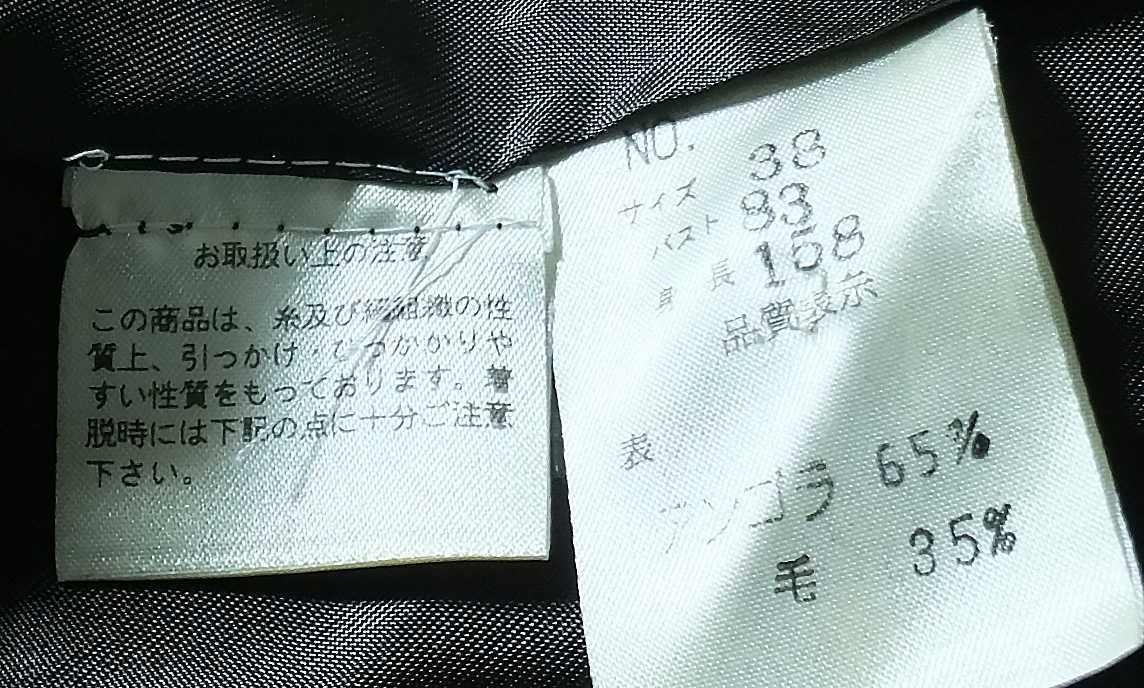 お取扱い上の注意
この商品は、糸及び編組織の性
質上、引っかけ・ひっかかりや
すい性質をもっております。着
脱時には下記の点に十分ご注意
下さい。
NO.
サイズ 38
バスト 83
身長 158
品質表示
表
アンゴラ 65%
毛 35%